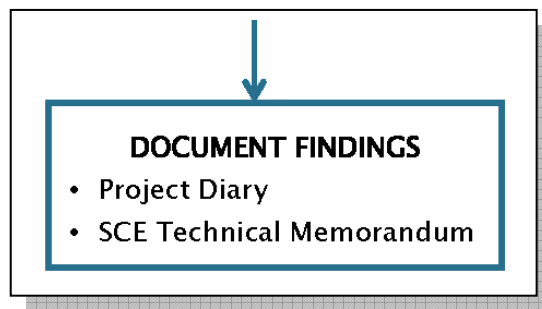 DOCUMENT FINDINGS
• Project Diary
• SCE Technical Memorandum